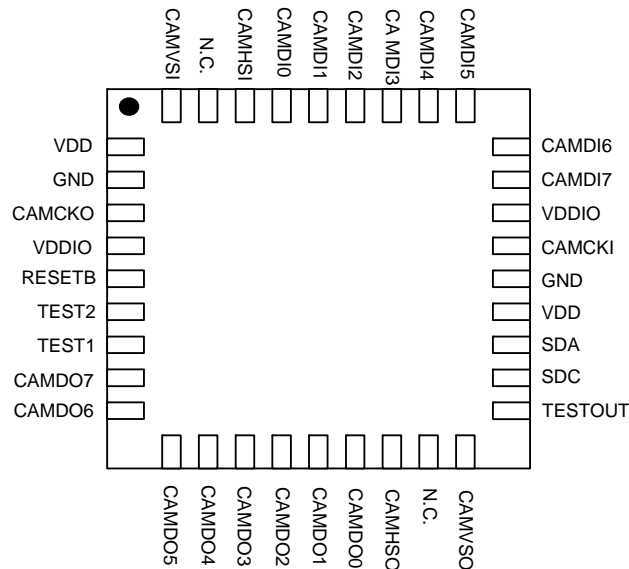 CAMVSI
N.C.
CAMHSI
CAMDI0
CAMDI1
CAMDI2
CA MDI3
CAMDI4
CAMDI5
VDD
GND
CAMCKO
VDDIO
RESETB
TEST2
TEST1
CAMDO7
CAMDO6
CAMDI6
CAMDI7
VDDIO
CAMCKI
GND
VDD
SDA
SDC
TESTOUT
CAMDO5
CAMDO4
CAMDO3
CAMDO2
CAMDO1
CAMDO0
CAMHSO
N.C.
CAMVSO